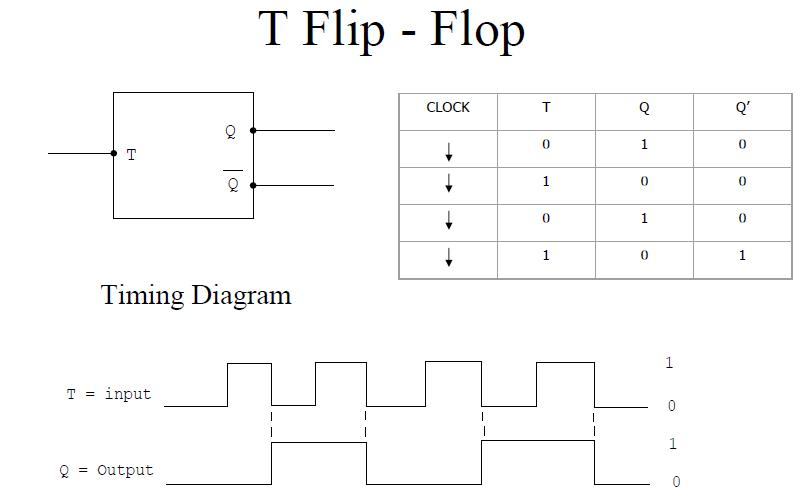 T Flip - Flop
CLOCK T Q Q′
↓ 0 1 0
↓ 1 0 0
↓ 0 1 0
↓ 1 0 1
Q
T
Q
Timing Diagram
1
T = input
0
1
Q = Output
0